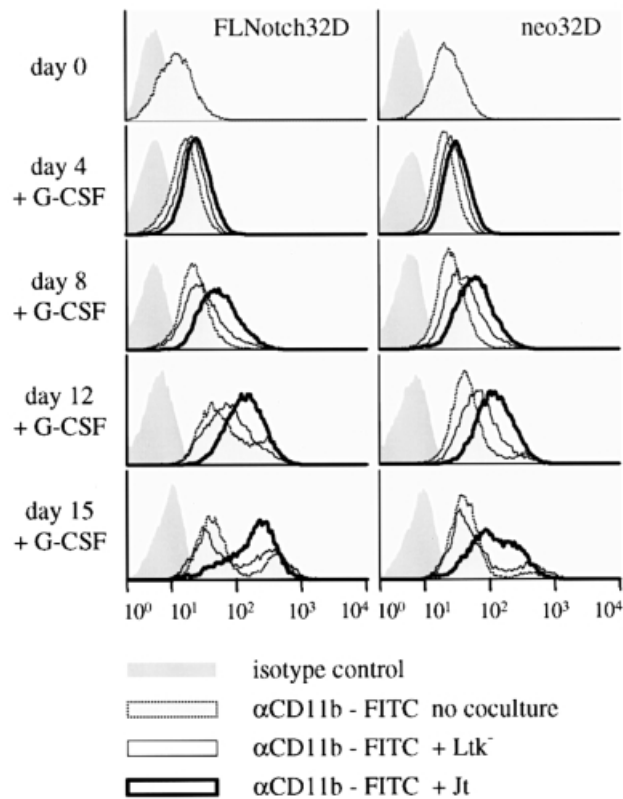 FLNotch32D neo32D
day 0
day 4
+ G-CSF
day 8
+ G-CSF
day 12
+ G-CSF
day 15
+ G-CSF
10⁰ 10¹ 10² 10³ 10⁴ 10⁰ 10¹ 10² 10³ 10⁴
isotype control
αCD11b - FITC no coculture
αCD11b - FITC + Ltk⁻
αCD11b - FITC + Jt